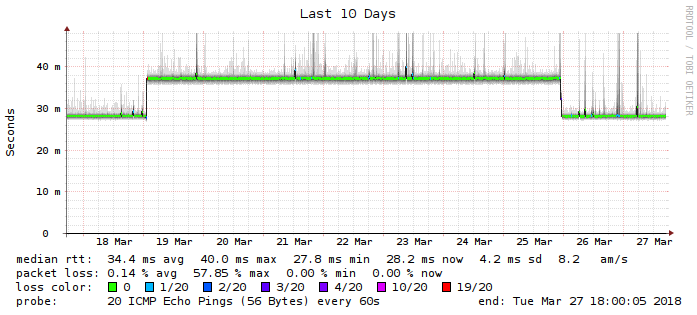 Last 10 Days
RRDTOOL / TOBI OETIKER
Seconds
40 m
30 m
20 m
10 m
0
18 Mar 19 Mar 20 Mar 21 Mar 22 Mar 23 Mar 24 Mar 25 Mar 26 Mar 27 Mar
median rtt: 34.4 ms avg 40.0 ms max 27.8 ms min 28.2 ms now 4.2 ms sd 8.2 am/s
packet loss: 0.14 % avg 57.85 % max 0.00 % min 0.00 % now
loss color: 0 1/20 2/20 3/20 4/20 10/20 19/20
probe: 20 ICMP Echo Pings (56 Bytes) every 60s end: Tue Mar 27 18:00:05 2018